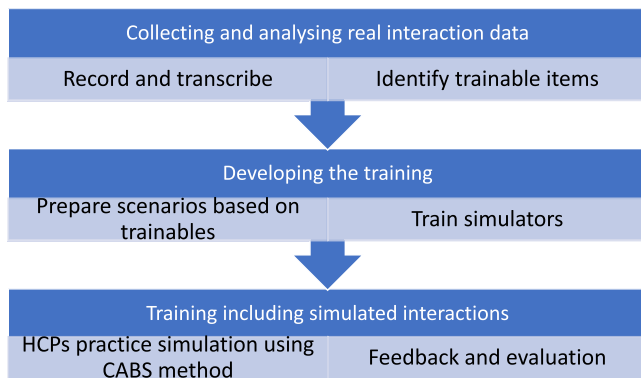 Collecting and analysing real interaction data
Record and transcribe
Identify trainable items
Developing the training
Prepare scenarios based on
trainables
Train simulators
Training including simulated interactions
HCPs practice simulation using
CABS method
Feedback and evaluation